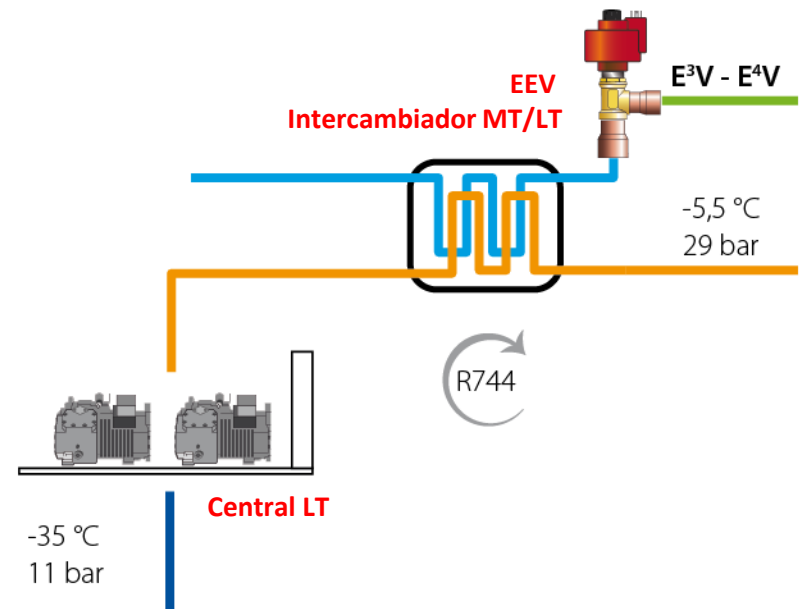 EEV
Intercambiador MT/LT
E³V - E⁴V
-5,5 °C
29 bar
R744
Central LT
-35 °C
11 bar